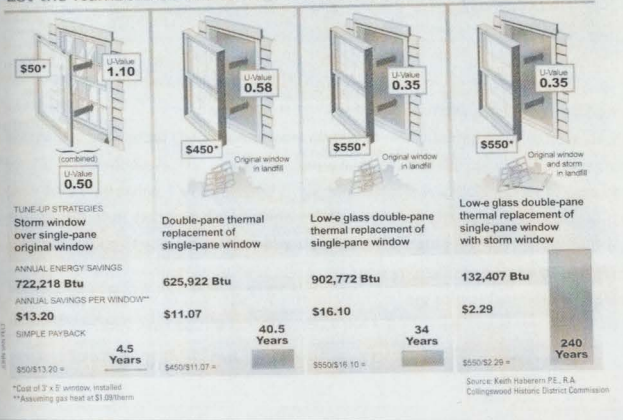 $50*
U-Value
1.10
(combined)
U-Value
0.50
U-Value
0.58
$450*
Original window
in landfill
U-Value
0.35
$550*
Original window
in landfill
U-Value
0.35
$550*
Original window
and storm
in landfill
TUNE-UP STRATEGIES
Storm window
over single-pane
original window
Double-pane thermal
replacement of
single-pane window
Low-e glass double-pane
thermal replacement of
single-pane window
Low-e glass double-pane
thermal replacement of
single-pane window
with storm window
ANNUAL ENERGY SAVINGS
722,218 Btu
625,922 Btu
902,772 Btu
132,407 Btu
ANNUAL SAVINGS PER WINDOW**
$13.20
$11.07
$16.10
$2.29
SIMPLE PAYBACK
4.5
Years
$50/$13.20 =
40.5
Years
$450/$11.07 =
34
Years
$550/$16.10 =
240
Years
$550/$2.29 =
*Cost of 3' x 5' window, installed
**Assuming gas heat at $1.09/therm
Source: Keith Haberern P.E., R.A.
Collingswood Historic District Commission